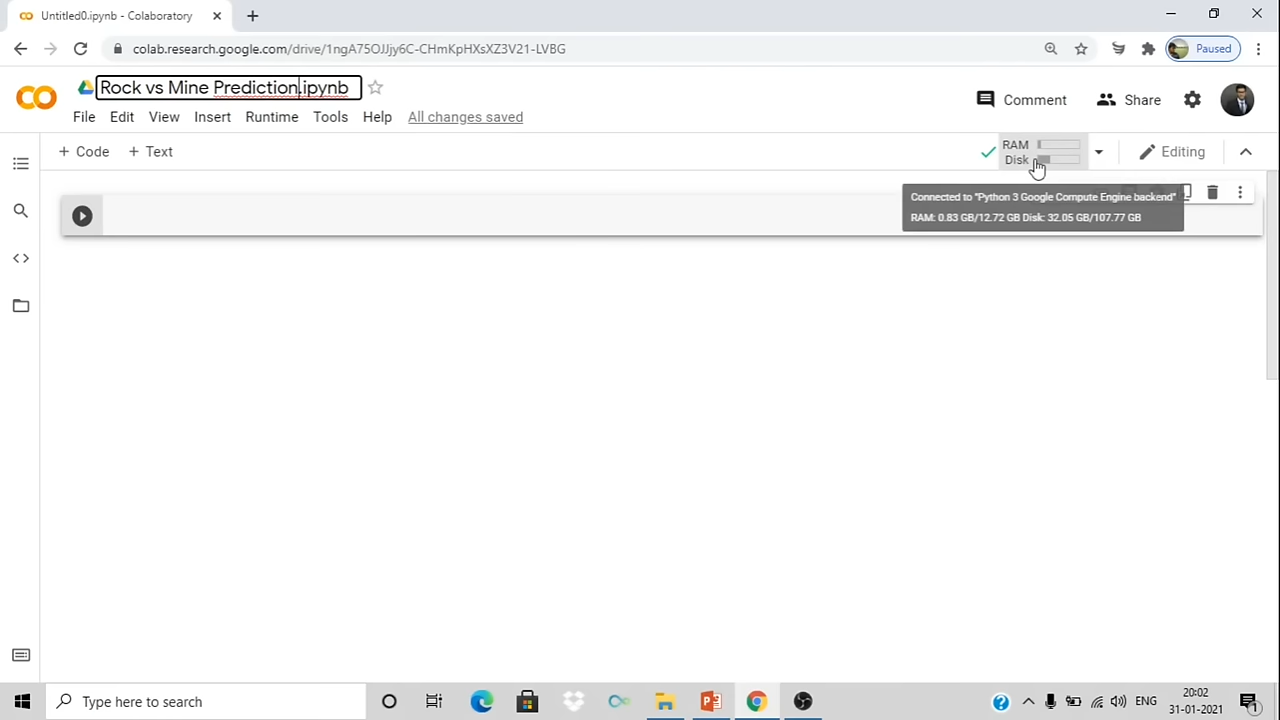 Untitled0.ipynb - Colaboratory
colab.research.google.com/drive/1ngA75OJJjy6C-CHmKpHXsXZ3V21-LVBG
Paused
Rock vs Mine Prediction.ipynb
File Edit View Insert Runtime Tools Help All changes saved
Comment Share
+ Code + Text
RAM
Disk
Editing
Connected to "Python 3 Google Compute Engine backend"
RAM: 0.83 GB/12.72 GB Disk: 32.05 GB/107.77 GB
Type here to search
ENG
20:02
31-01-2021
1